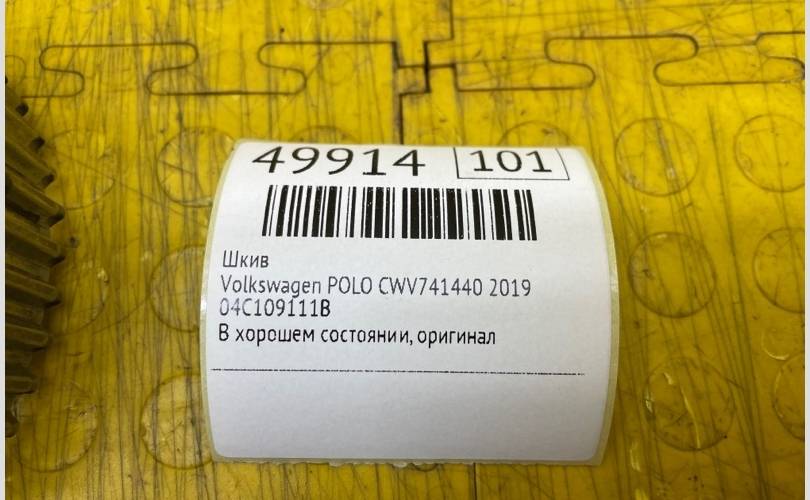 49914 101
Шкив
Volkswagen POLO CWV741440 2019
04C109111B
В хорошем состоянии, оригинал